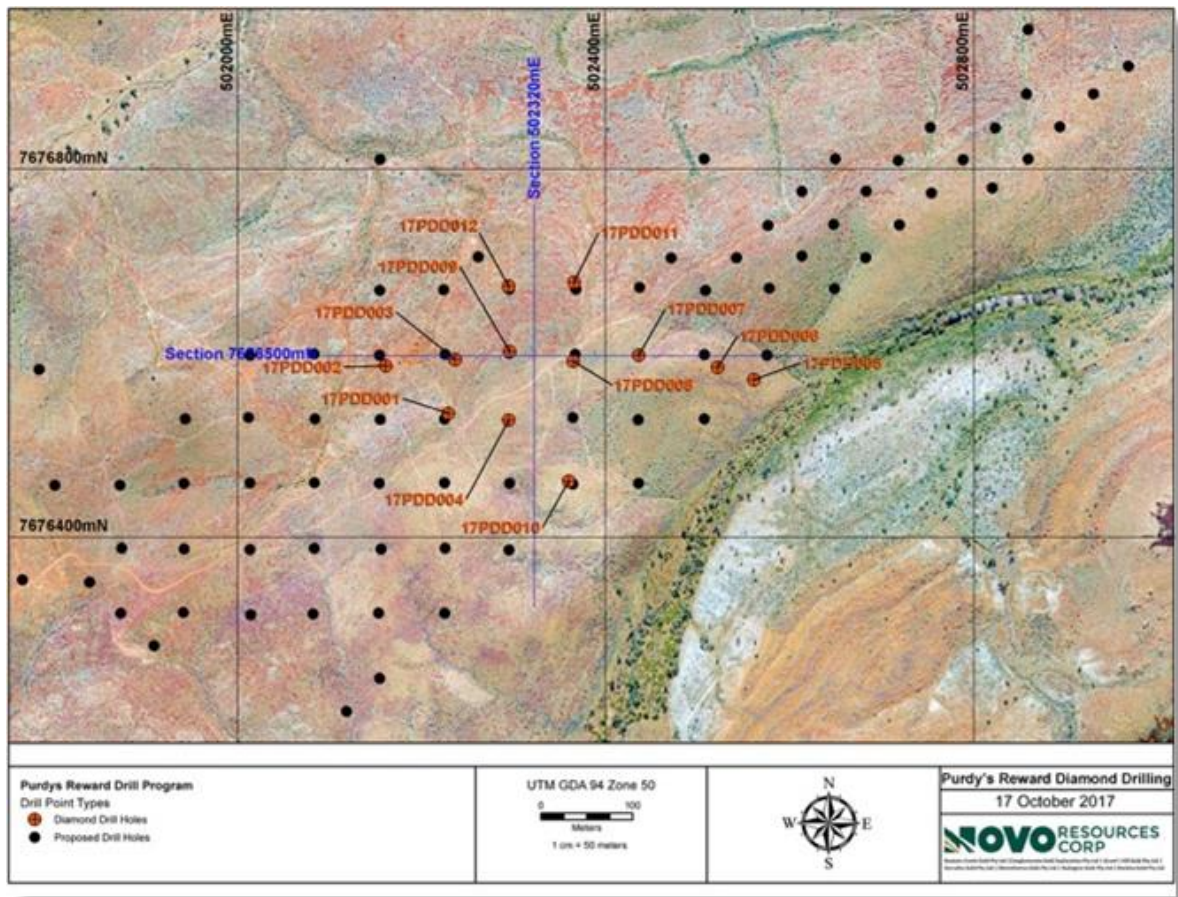 502000mE
502400mE
502800mE
Section 502320mE
7676800mN
17PDD012
17PDD011
17PDD009
17PDD003
17PDD007
17PDD006
Section 7676500mN
17PDD002
17PDD008
17PDD001
17PDD004
17PDD010
7676400mN
Purdys Reward Drill Program
Drill Point Types
Diamond Drill Holes
Proposed Drill Holes
UTM GDA 94 Zone 50
0 100
Meters
1 cm = 50 meters
N
W E
S
Purdy's Reward Diamond Drilling
17 October 2017
NOVO RESOURCES
CORP